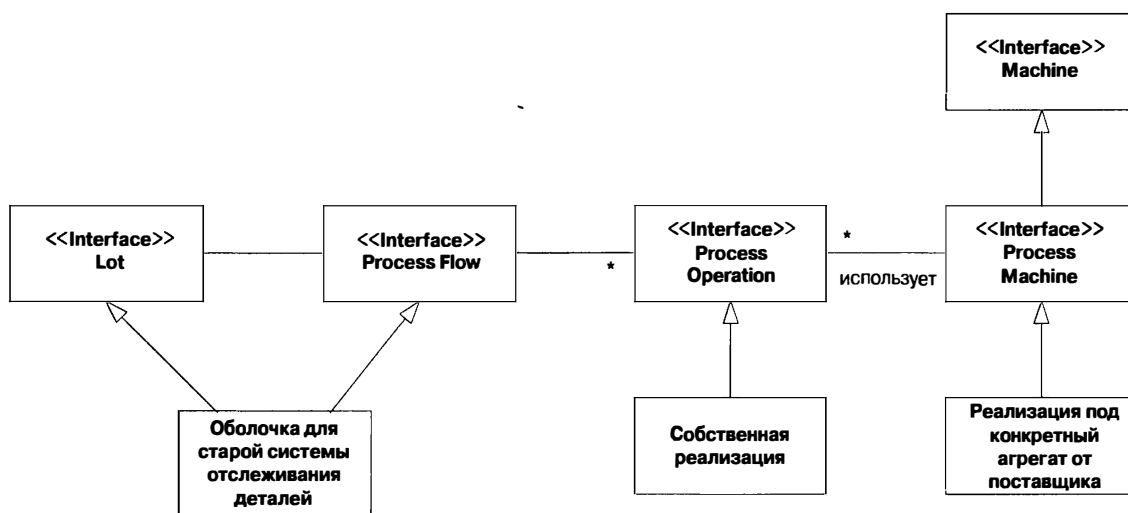 <<Interface>>
Machine
<<Interface>>
Lot
<<Interface>>
Process Flow
*
<<Interface>>
Process
Operation
*
использует
<<Interface>>
Process
Machine
Оболочка для
старой системы
отслеживания
деталей
Собственная
реализация
Реализация под
конкретный
агрегат от
поставщика